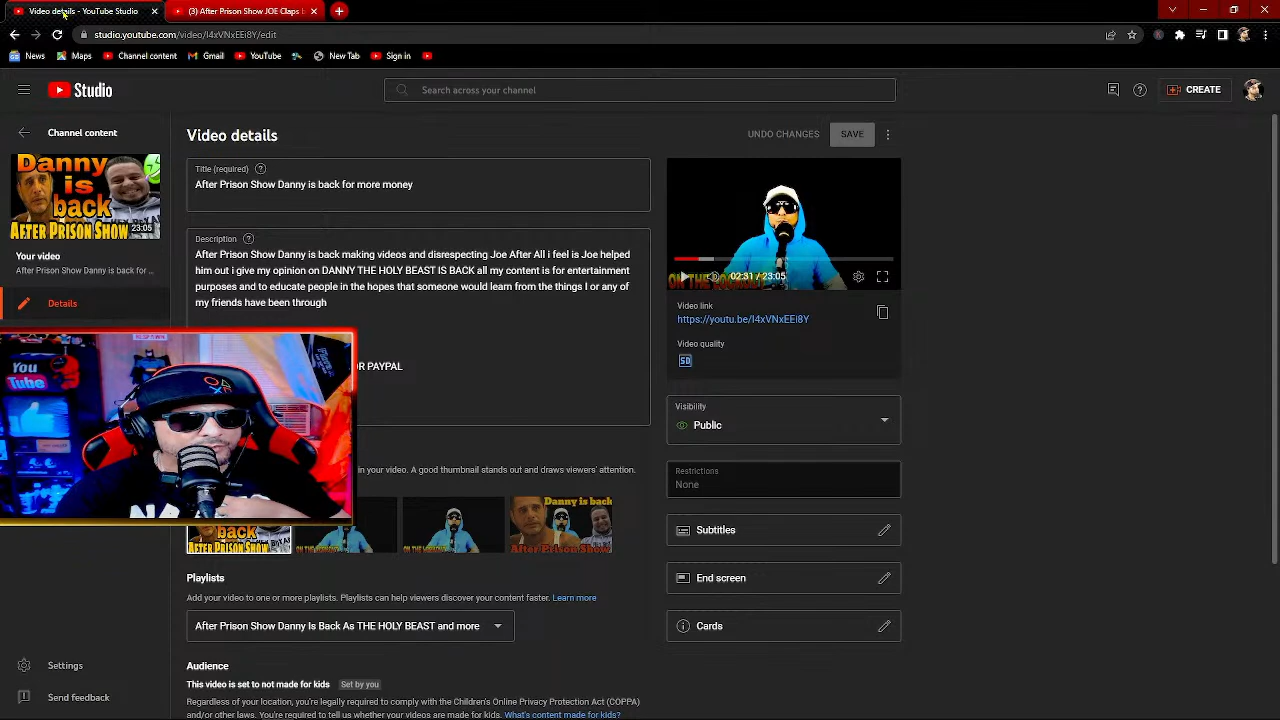 Video details - YouTube Studio
(3) After Prison Show JOE Claps
studio.youtube.com/video/I4xVNxEEi8Y/edit
News Maps Channel content Gmail YouTube New Tab Sign in
Studio
Search across your channel
CREATE
Channel content
Video details
UNDO CHANGES
SAVE
Danny
is
back
AFTER PRISON SHOW
23:05
Your video
After Prison Show Danny is back for ...
Details
Title (required)
After Prison Show Danny is back for more money
Description
After Prison Show Danny is back making videos and disrespecting Joe After All i feel is Joe helped
him out i give my opinion on DANNY THE HOLY BEAST IS BACK all my content is for entertainment
purposes and to educate people in the hopes that someone would learn from the things I or any of
my friends have been through
R PAYPAL
02:31 / 23:05
Video link
https://youtu.be/I4xVNxEEi8Y
Video quality
SD
Visibility
Public
Restrictions
None
Subtitles
End screen
Cards
You
Tube
in your video. A good thumbnail stands out and draws viewers' attention.
back
AFTER PRISON SHOW
Danny is
back
After Prison Show
Playlists
Add your video to one or more playlists. Playlists can help viewers discover your content faster. Learn more
After Prison Show Danny Is Back As THE HOLY BEAST and more
Audience
This video is set to not made for kids Set by you
Regardless of your location, you're legally required to comply with the Children's Online Privacy Protection Act (COPPA)
and/or other laws. You're required to tell us whether your videos are made for kids. What's content made for kids?
Settings
Send feedback